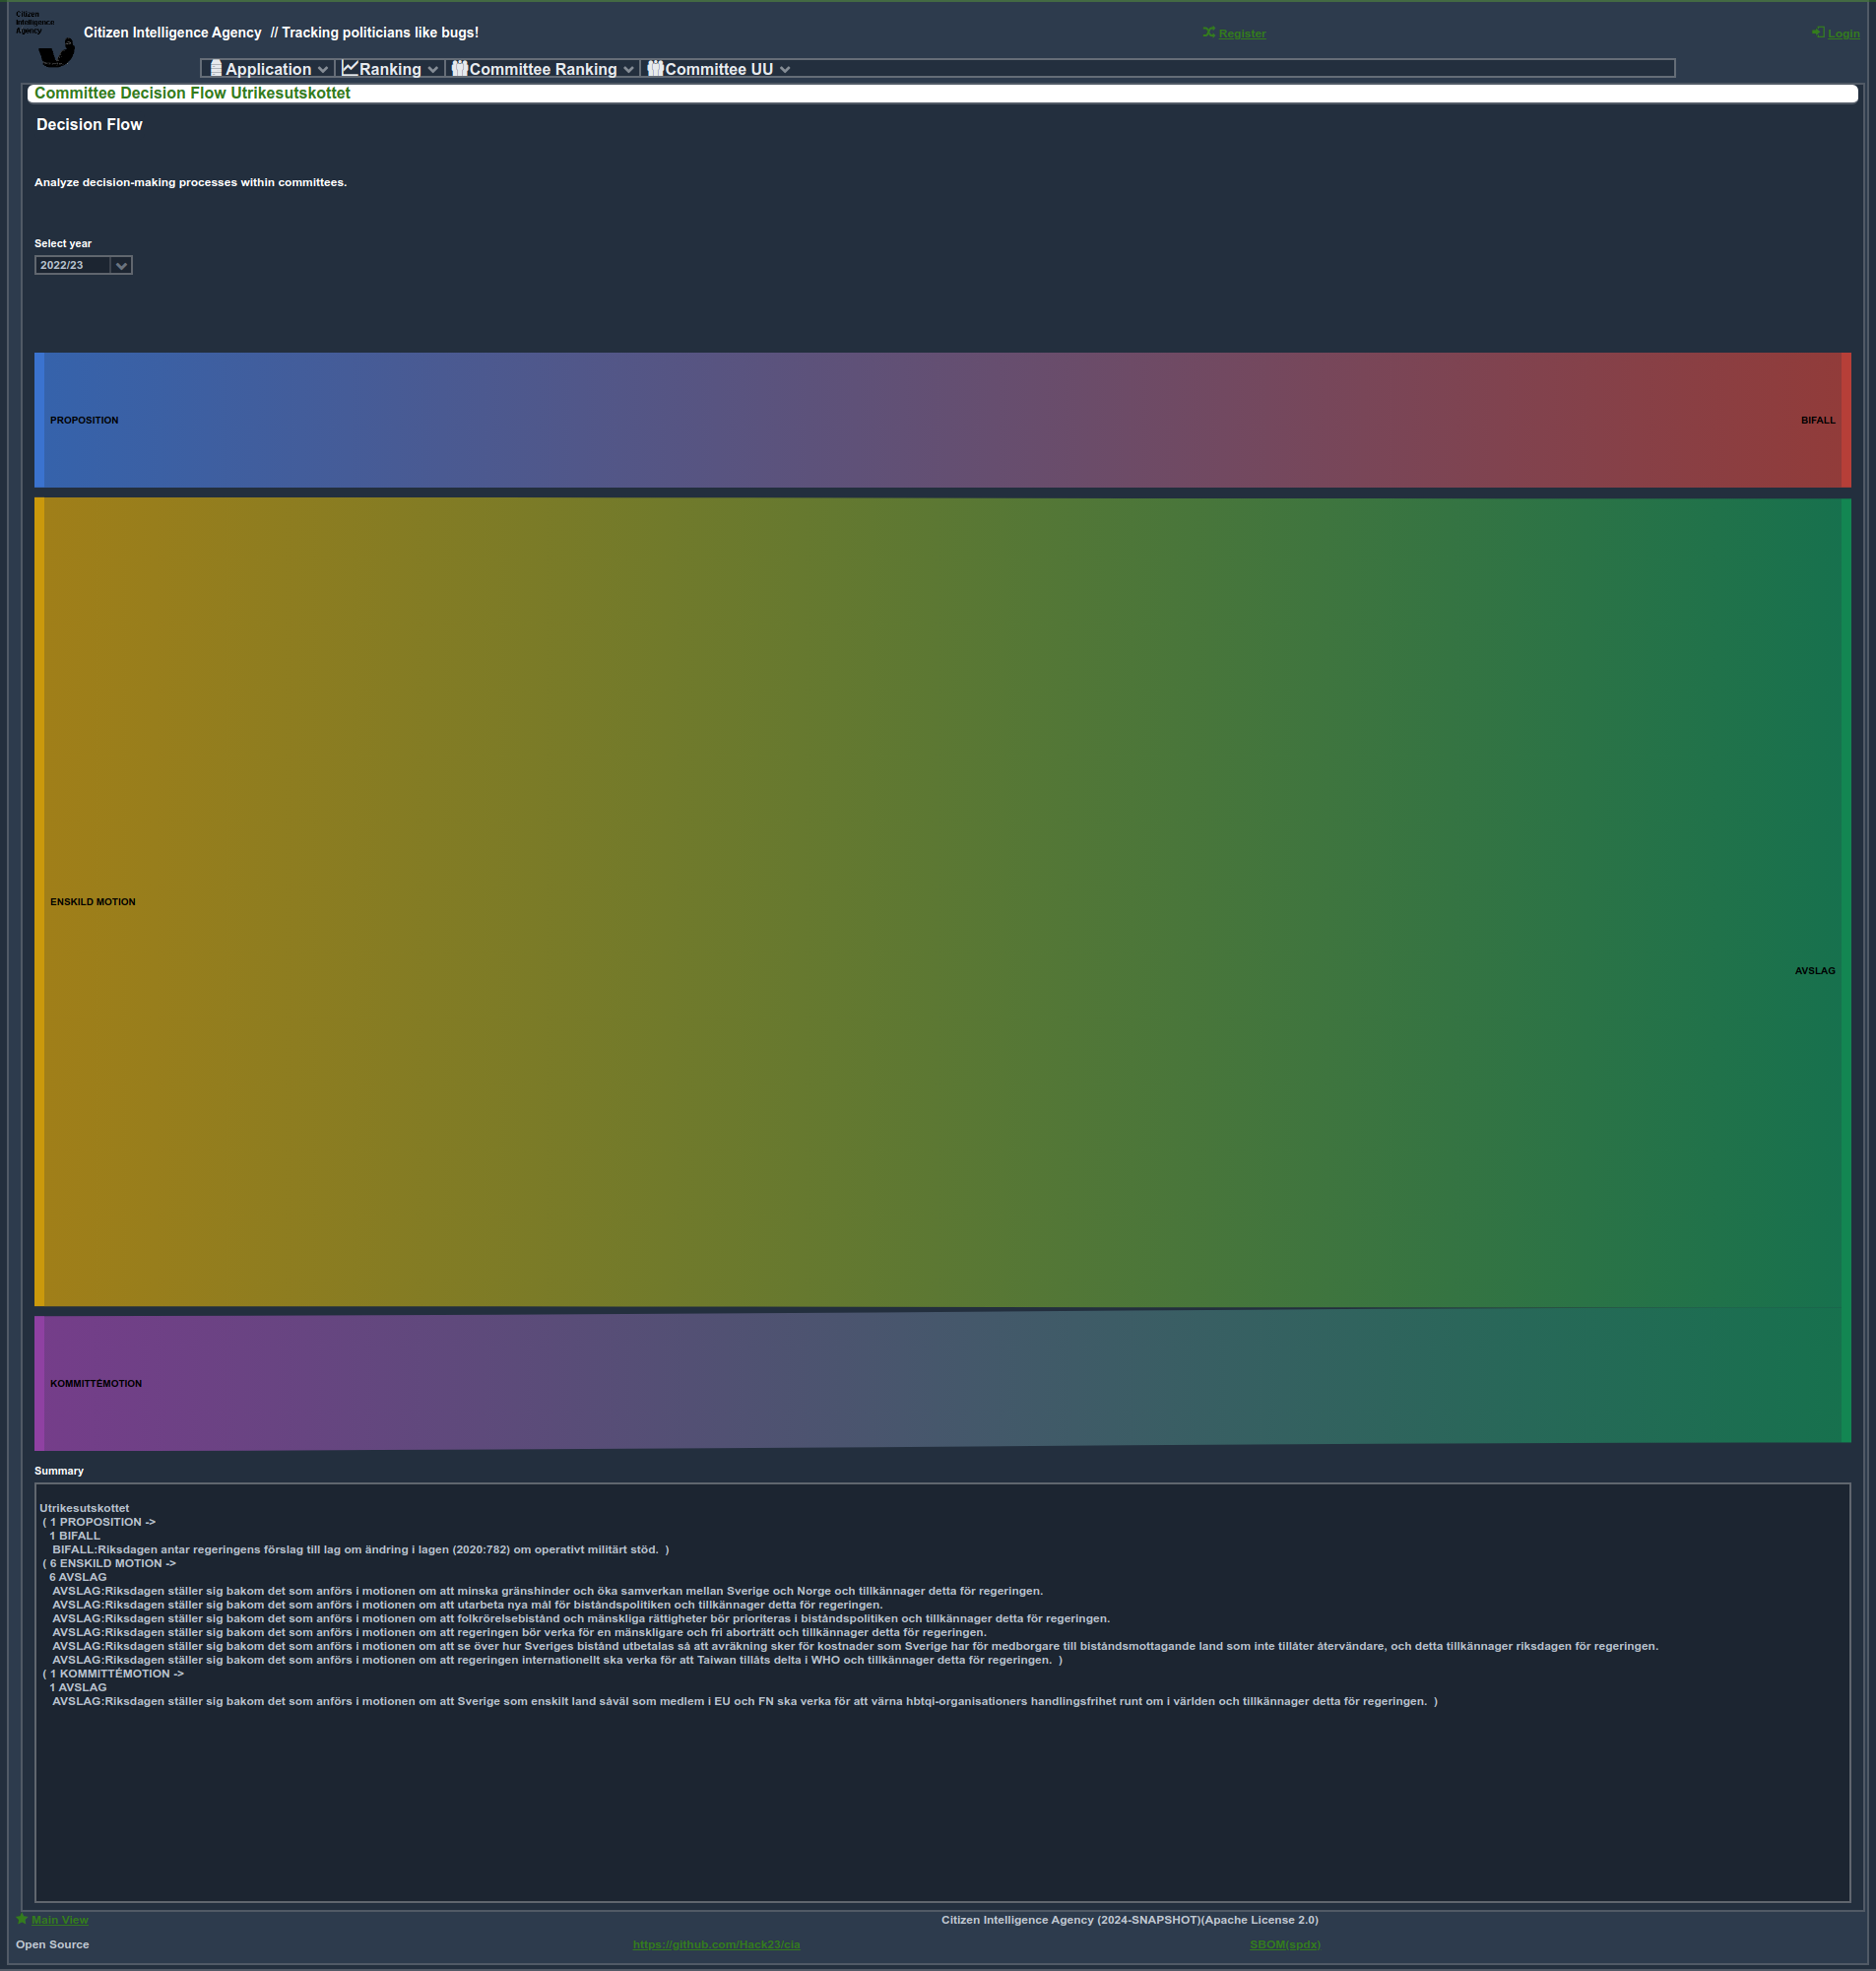 Citizen
Intelligence
Agency
Citizen Intelligence Agency // Tracking politicians like bugs!
Register
Login
Application
Ranking
Committee Ranking
Committee UU
Committee Decision Flow Utrikesutskottet
Decision Flow
Analyze decision-making processes within committees.
Select year
2022/23
PROPOSITION
BIFALL
ENSKILD MOTION
AVSLAG
KOMMITTÉMOTION
Summary
Utrikesutskottet
( 1 PROPOSITION ->
1 BIFALL
BIFALL:Riksdagen antar regeringens förslag till lag om ändring i lagen (2020:782) om operativt militärt stöd. )
( 6 ENSKILD MOTION ->
6 AVSLAG
AVSLAG:Riksdagen ställer sig bakom det som anförs i motionen om att minska gränshinder och öka samverkan mellan Sverige och Norge och tillkännager detta för regeringen.
AVSLAG:Riksdagen ställer sig bakom det som anförs i motionen om att utarbeta nya mål för biståndspolitiken och tillkännager detta för regeringen.
AVSLAG:Riksdagen ställer sig bakom det som anförs i motionen om att folkrörelsebistånd och mänskliga rättigheter bör prioriteras i biståndspolitiken och tillkännager detta för regeringen.
AVSLAG:Riksdagen ställer sig bakom det som anförs i motionen om att regeringen bör verka för en mänskligare och fri aborträtt och tillkännager detta för regeringen.
AVSLAG:Riksdagen ställer sig bakom det som anförs i motionen om att se över hur Sveriges bistånd utbetalas så att avräkning sker för kostnader som Sverige har för medborgare till biståndsmottagande land som inte tillåter återvändare, och detta tillkännager riksdagen för regeringen.
AVSLAG:Riksdagen ställer sig bakom det som anförs i motionen om att regeringen internationellt ska verka för att Taiwan tillåts delta i WHO och tillkännager detta för regeringen. )
( 1 KOMMITTÉMOTION ->
1 AVSLAG
AVSLAG:Riksdagen ställer sig bakom det som anförs i motionen om att Sverige som enskilt land såväl som medlem i EU och FN ska verka för att värna hbtqi-organisationers handlingsfrihet runt om i världen och tillkännager detta för regeringen. )
Main View
Citizen Intelligence Agency (2024-SNAPSHOT)(Apache License 2.0)
Open Source
https://github.com/Hack23/cia
SBOM(spdx)